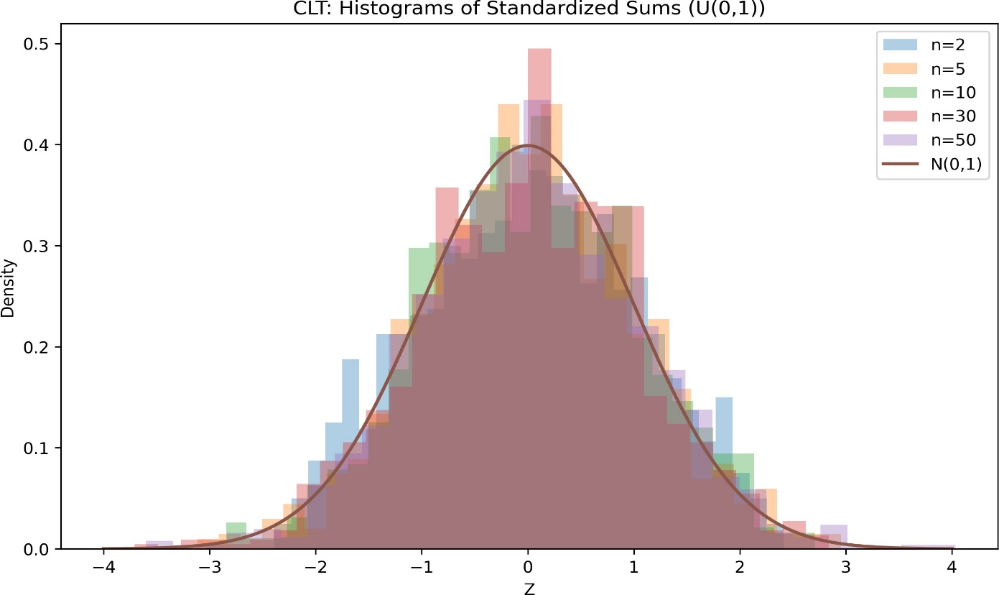 CLT: Histograms of Standardized Sums (U(0,1))
0.5
0.4
0.3
0.2
0.1
0.0
Density
−4
−3
−2
−1
0
1
2
3
4
Z
n=2
n=5
n=10
n=30
n=50
N(0,1)